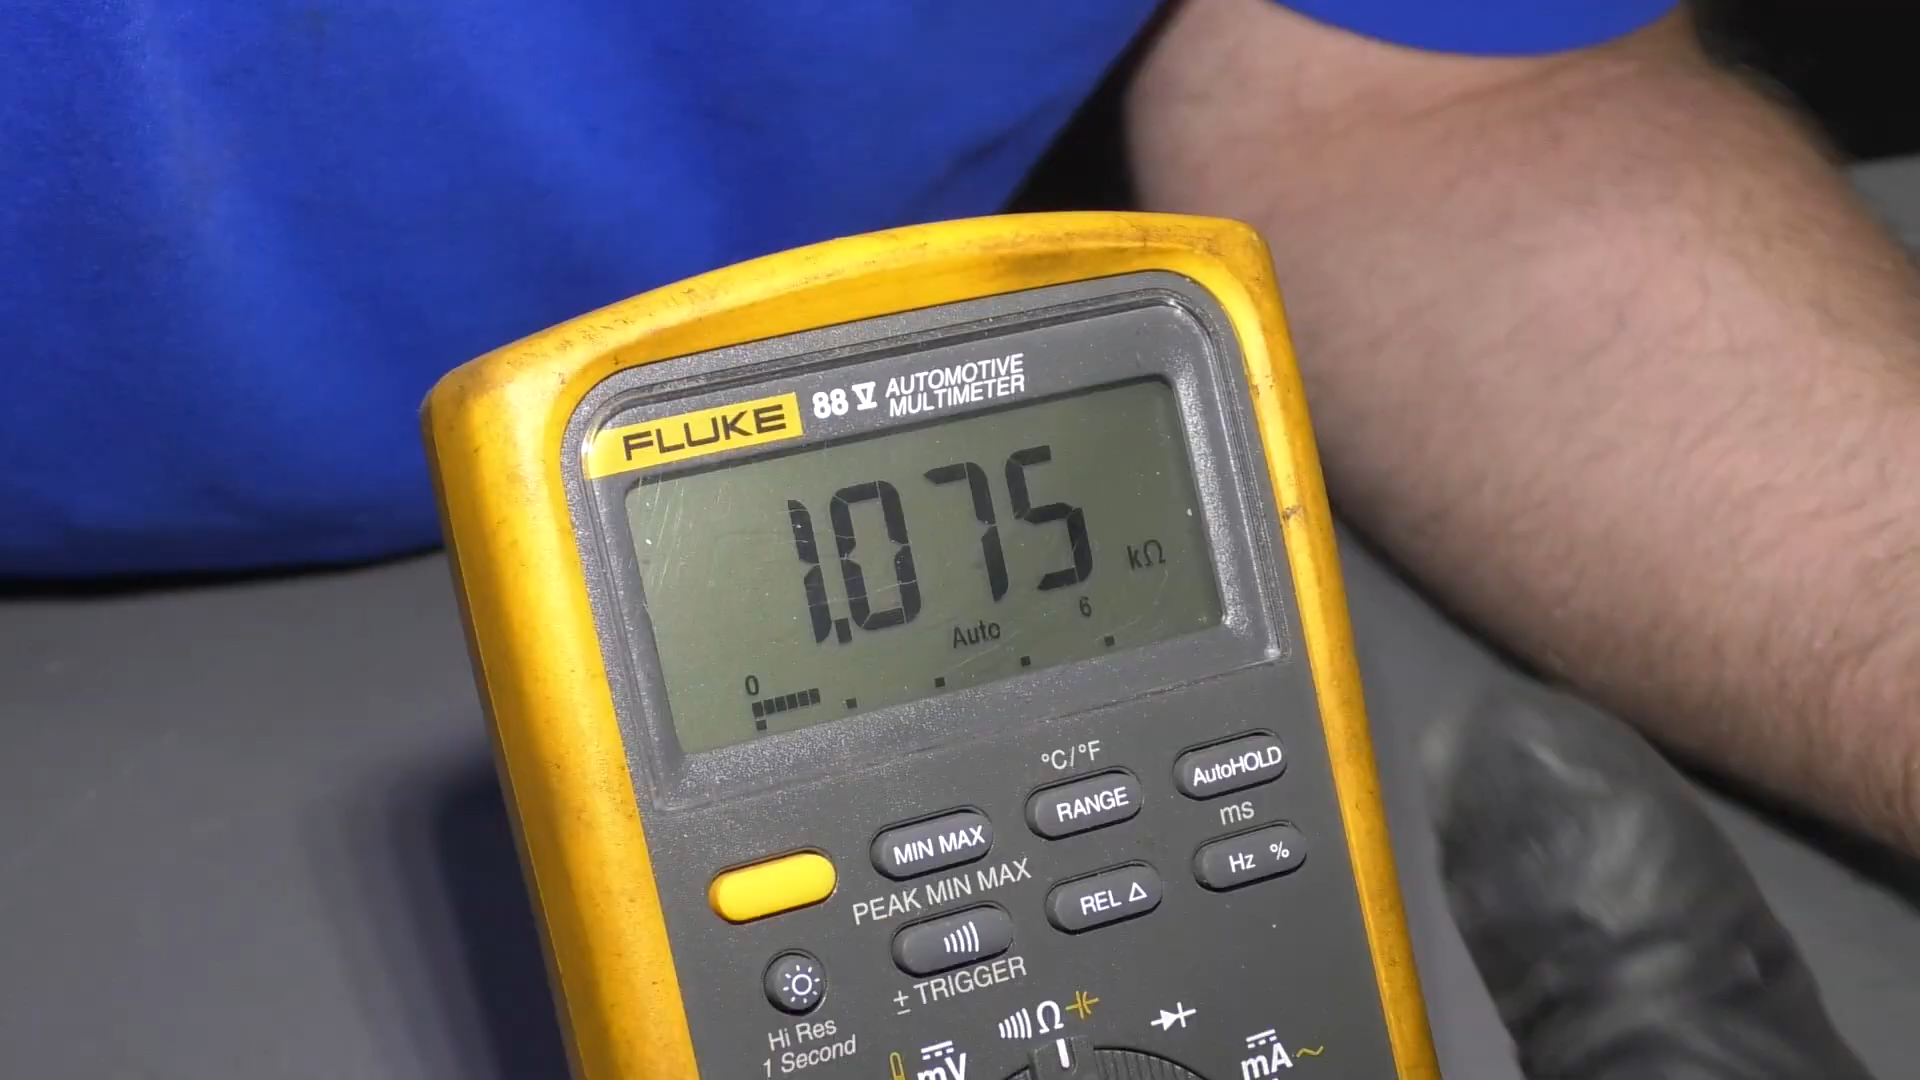 FLUKE 88 V AUTOMOTIVE
MULTIMETER
1.075
kΩ
Auto 6
0
°C/°F
MIN MAX RANGE AutoHOLD
PEAK MIN MAX REL Δ Hz %
ms
± TRIGGER
Hi Res
1 Second
mV Ω mA